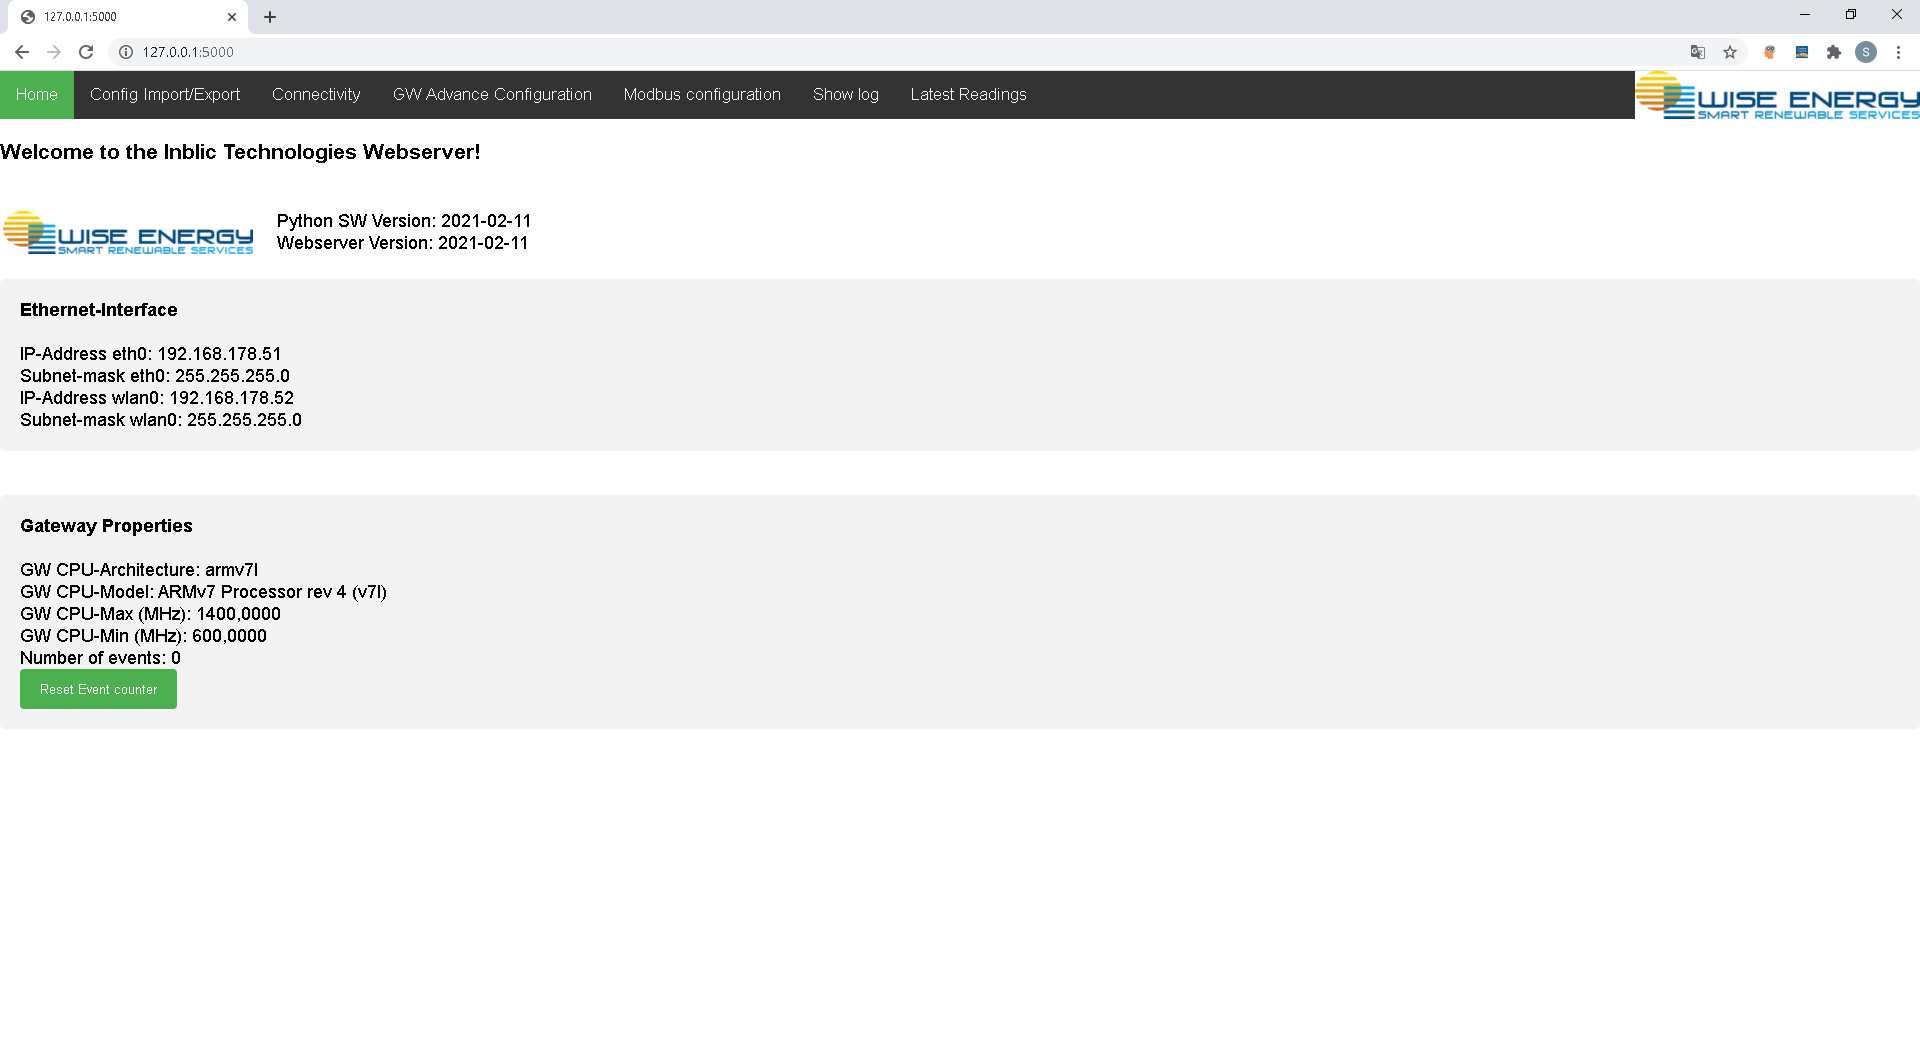 127.0.0.1:5000
127.0.0.1:5000
S
Home Config Import/Export Connectivity GW Advance Configuration Modbus configuration Show log Latest Readings
WISE ENERGY
SMART RENEWABLE SERVICES
Welcome to the Inblic Technologies Webserver!
WISE ENERGY
SMART RENEWABLE SERVICES
Python SW Version: 2021-02-11
Webserver Version: 2021-02-11
Ethernet-Interface
IP-Address eth0: 192.168.178.51
Subnet-mask eth0: 255.255.255.0
IP-Address wlan0: 192.168.178.52
Subnet-mask wlan0: 255.255.255.0
Gateway Properties
GW CPU-Architecture: armv7l
GW CPU-Model: ARMv7 Processor rev 4 (v7l)
GW CPU-Max (MHz): 1400,0000
GW CPU-Min (MHz): 600,0000
Number of events: 0
Reset Event counter